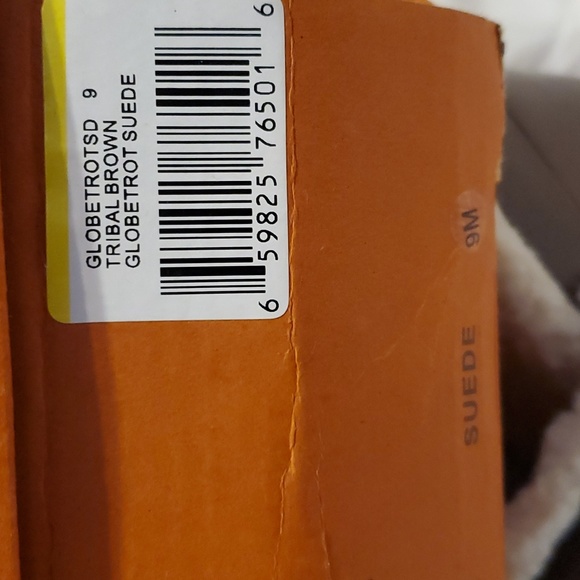 GLOBETROTSD 9
TRIBAL BROWN
GLOBETROT SUEDE
6 59825 76501 6
SUEDE 9M